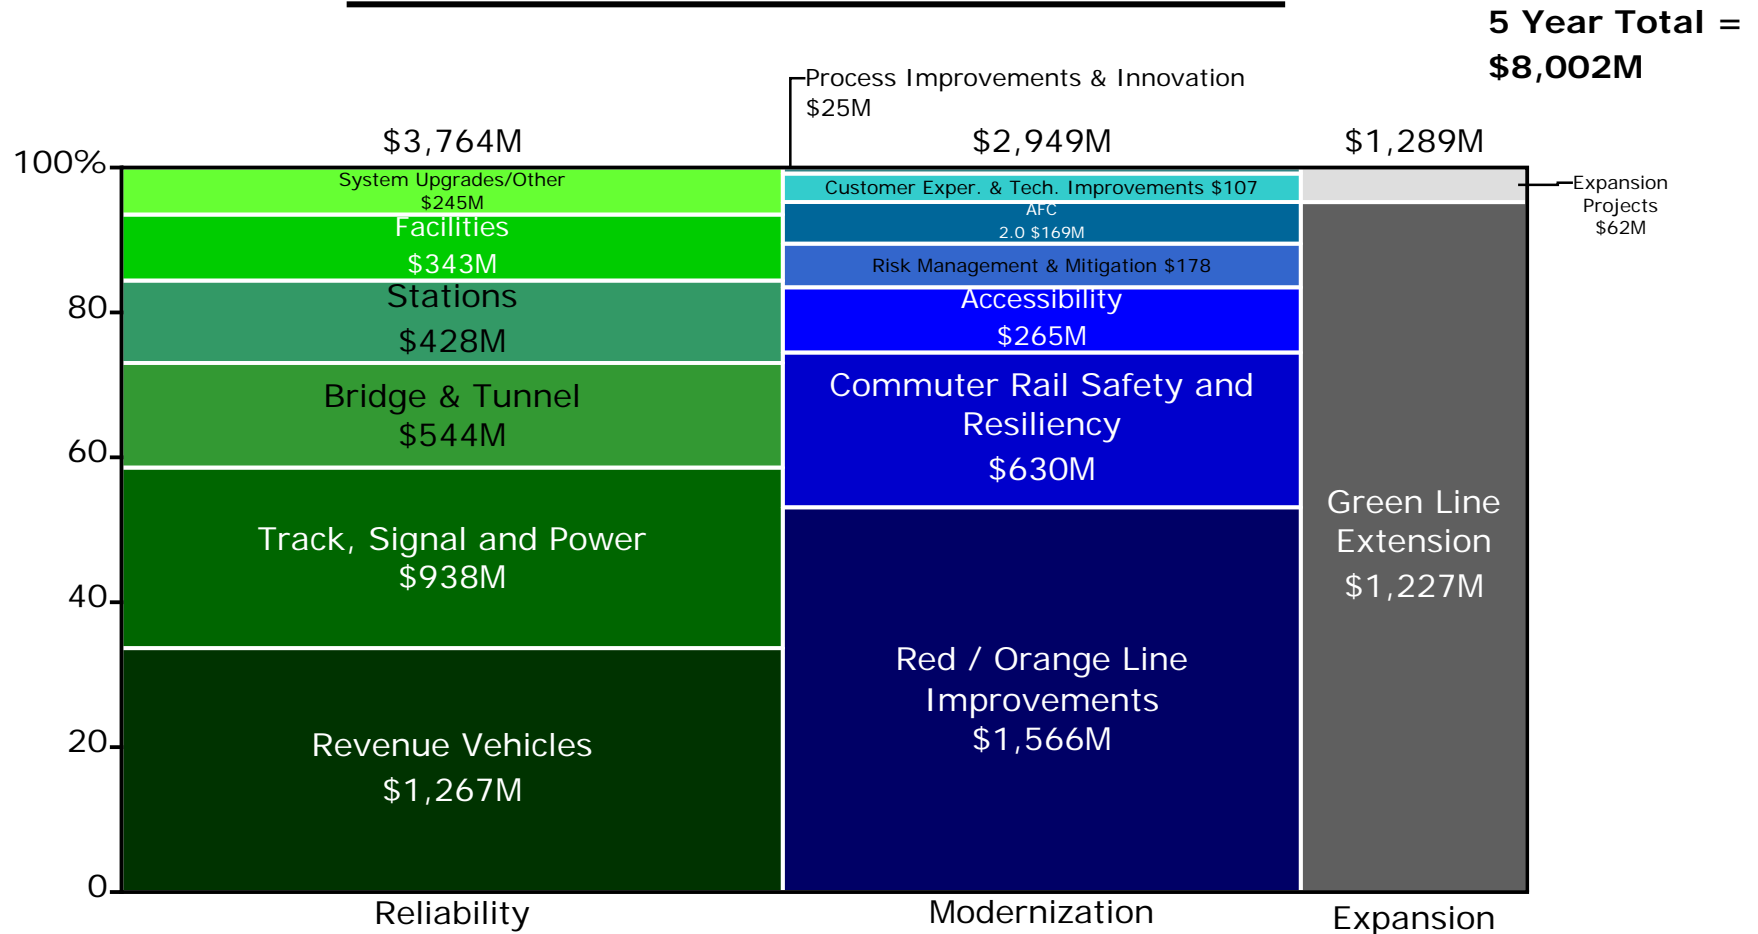 5 Year Total =
$8,002M
Process Improvements & Innovation
$25M
$3,764M
$2,949M
$1,289M
100%
80
60
40
20
0
System Upgrades/Other
$245M
Facilities
$343M
Stations
$428M
Bridge & Tunnel
$544M
Track, Signal and Power
$938M
Revenue Vehicles
$1,267M
Customer Exper. & Tech. Improvements $107
AFC
2.0 $169M
Risk Management & Mitigation $178
Accessibility
$265M
Commuter Rail Safety and
Resiliency
$630M
Red / Orange Line
Improvements
$1,566M
Expansion
Projects
$62M
Green Line
Extension
$1,227M
Reliability
Modernization
Expansion